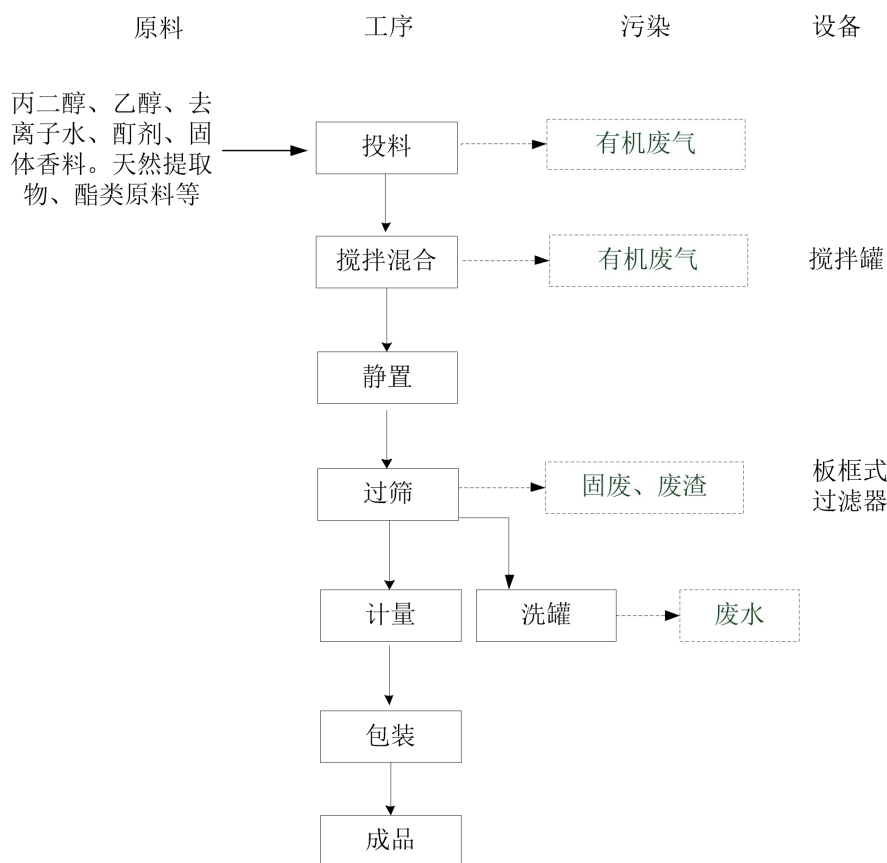 原料
工序
污染
设备
丙二醇、乙醇、去
离子水、酊剂、固
体香料。天然提取
物、酯类原料等
投料
有机废气
搅拌混合
有机废气
搅拌罐
静置
过筛
固废、废渣
板框式
过滤器
计量
洗罐
废水
包装
成品